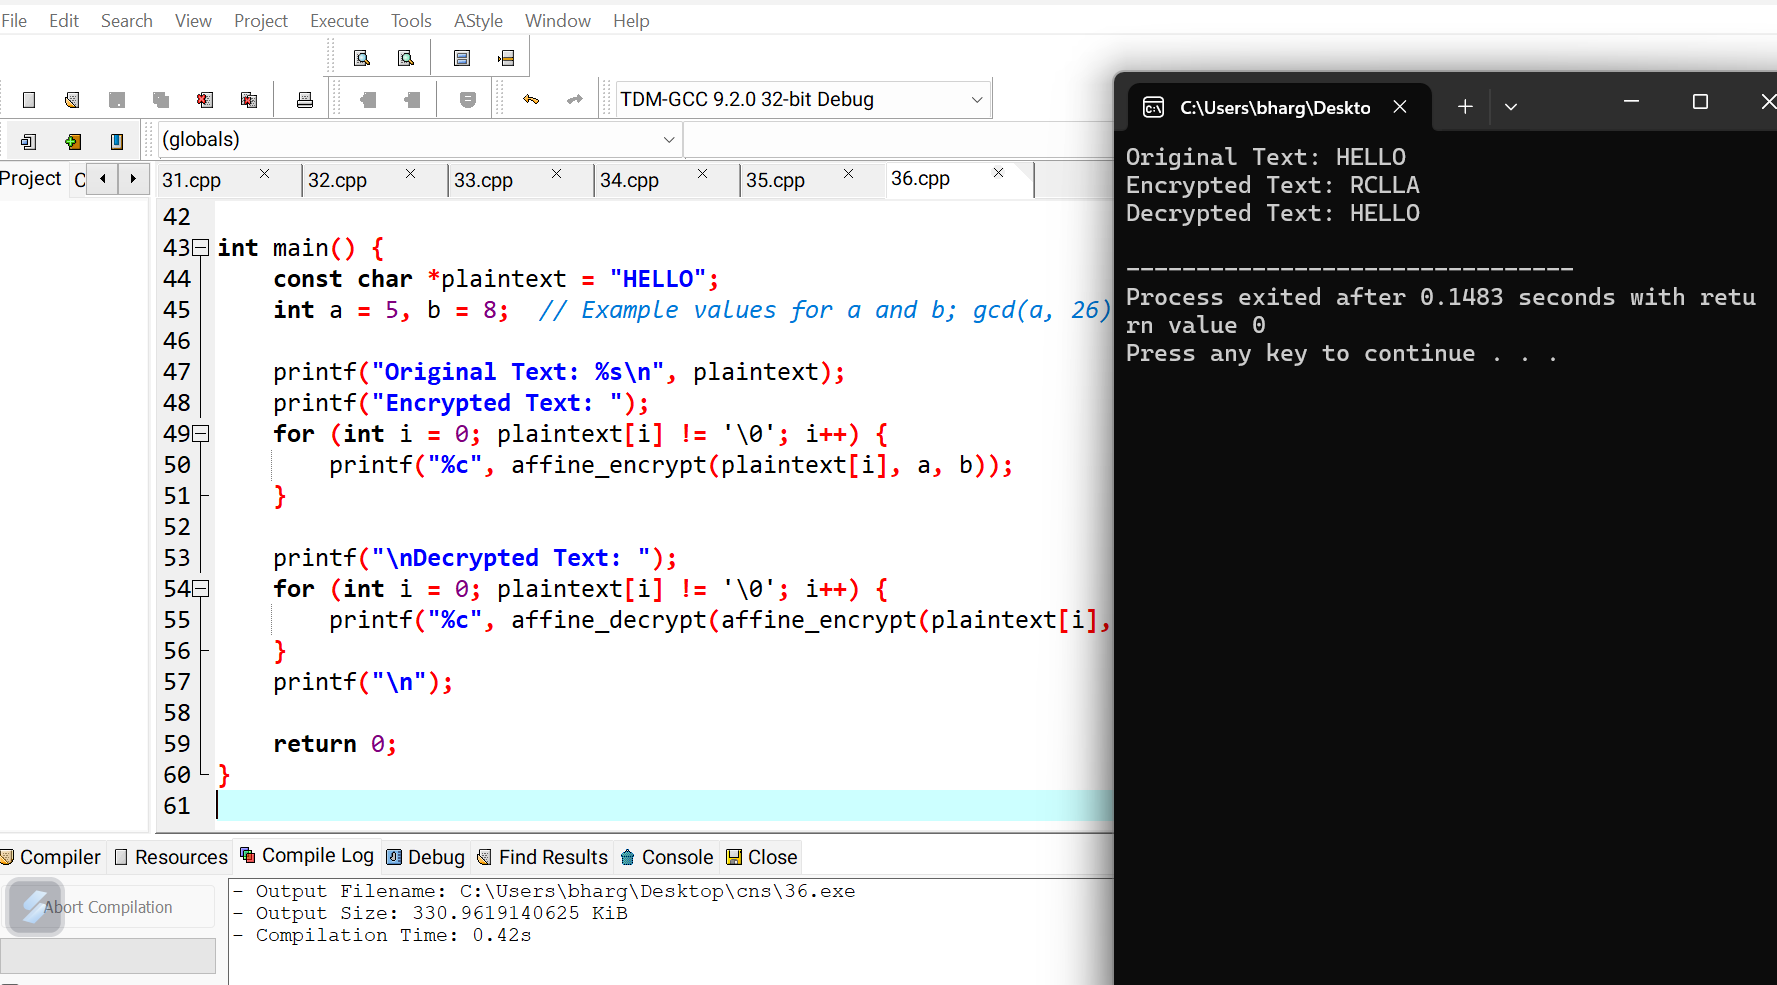 File Edit Search View Project Execute Tools AStyle Window Help
TDM-GCC 9.2.0 32-bit Debug
(globals)
Project
31.cpp 32.cpp 33.cpp 34.cpp 35.cpp 36.cpp
42
43 int main() {
44 const char *plaintext = "HELLO";
45 int a = 5, b = 8; // Example values for a and b; gcd(a, 26)
46
47 printf("Original Text: %s\n", plaintext);
48 printf("Encrypted Text: ");
49 for (int i = 0; plaintext[i] != '\0'; i++) {
50 printf("%c", affine_encrypt(plaintext[i], a, b));
51 }
52
53 printf("\nDecrypted Text: ");
54 for (int i = 0; plaintext[i] != '\0'; i++) {
55 printf("%c", affine_decrypt(affine_encrypt(plaintext[i],
56 }
57 printf("\n");
58
59 return 0;
60 }
61
Compiler Resources Compile Log Debug Find Results Console Close
Abort Compilation
- Output Filename: C:\Users\bharg\Desktop\cns\36.exe
- Output Size: 330.9619140625 KiB
- Compilation Time: 0.42s
C:\Users\bharg\Deskto
Original Text: HELLO
Encrypted Text: RCLLA
Decrypted Text: HELLO
--------------------------------
Process exited after 0.1483 seconds with retu
rn value 0
Press any key to continue . . .